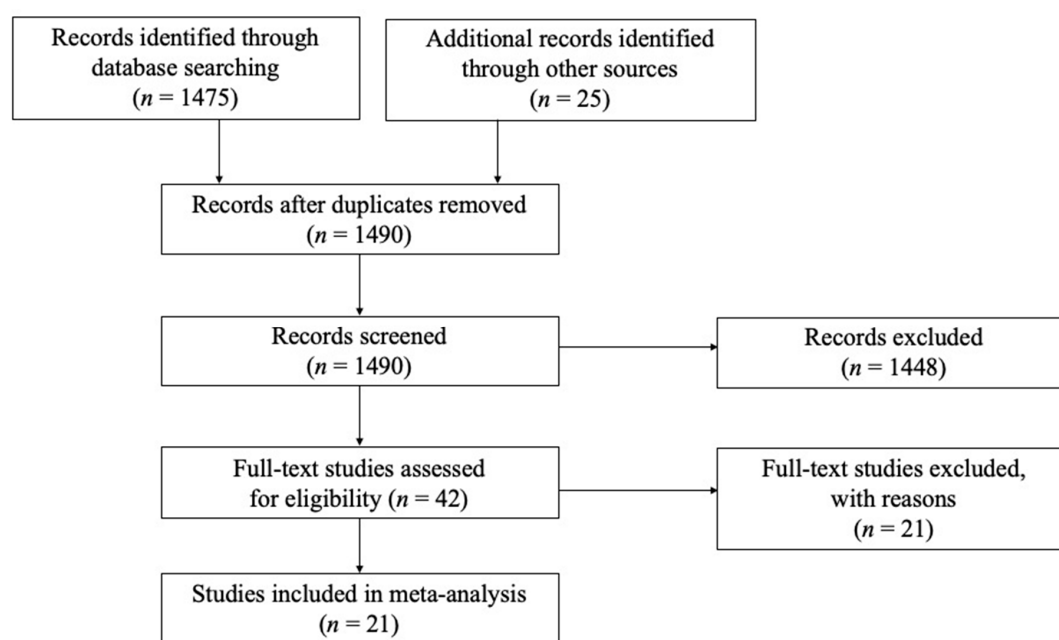 Records identified through
database searching
(n = 1475)
Additional records identified
through other sources
(n = 25)
Records after duplicates removed
(n = 1490)
Records screened
(n = 1490)
Records excluded
(n = 1448)
Full-text studies assessed
for eligibility (n = 42)
Full-text studies excluded,
with reasons
(n = 21)
Studies included in meta-analysis
(n = 21)